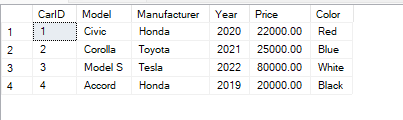 CarID Model Manufacturer Year Price Color
1 1 Civic Honda 2020 22000.00 Red
2 2 Corolla Toyota 2021 25000.00 Blue
3 3 Model S Tesla 2022 80000.00 White
4 4 Accord Honda 2019 20000.00 Black